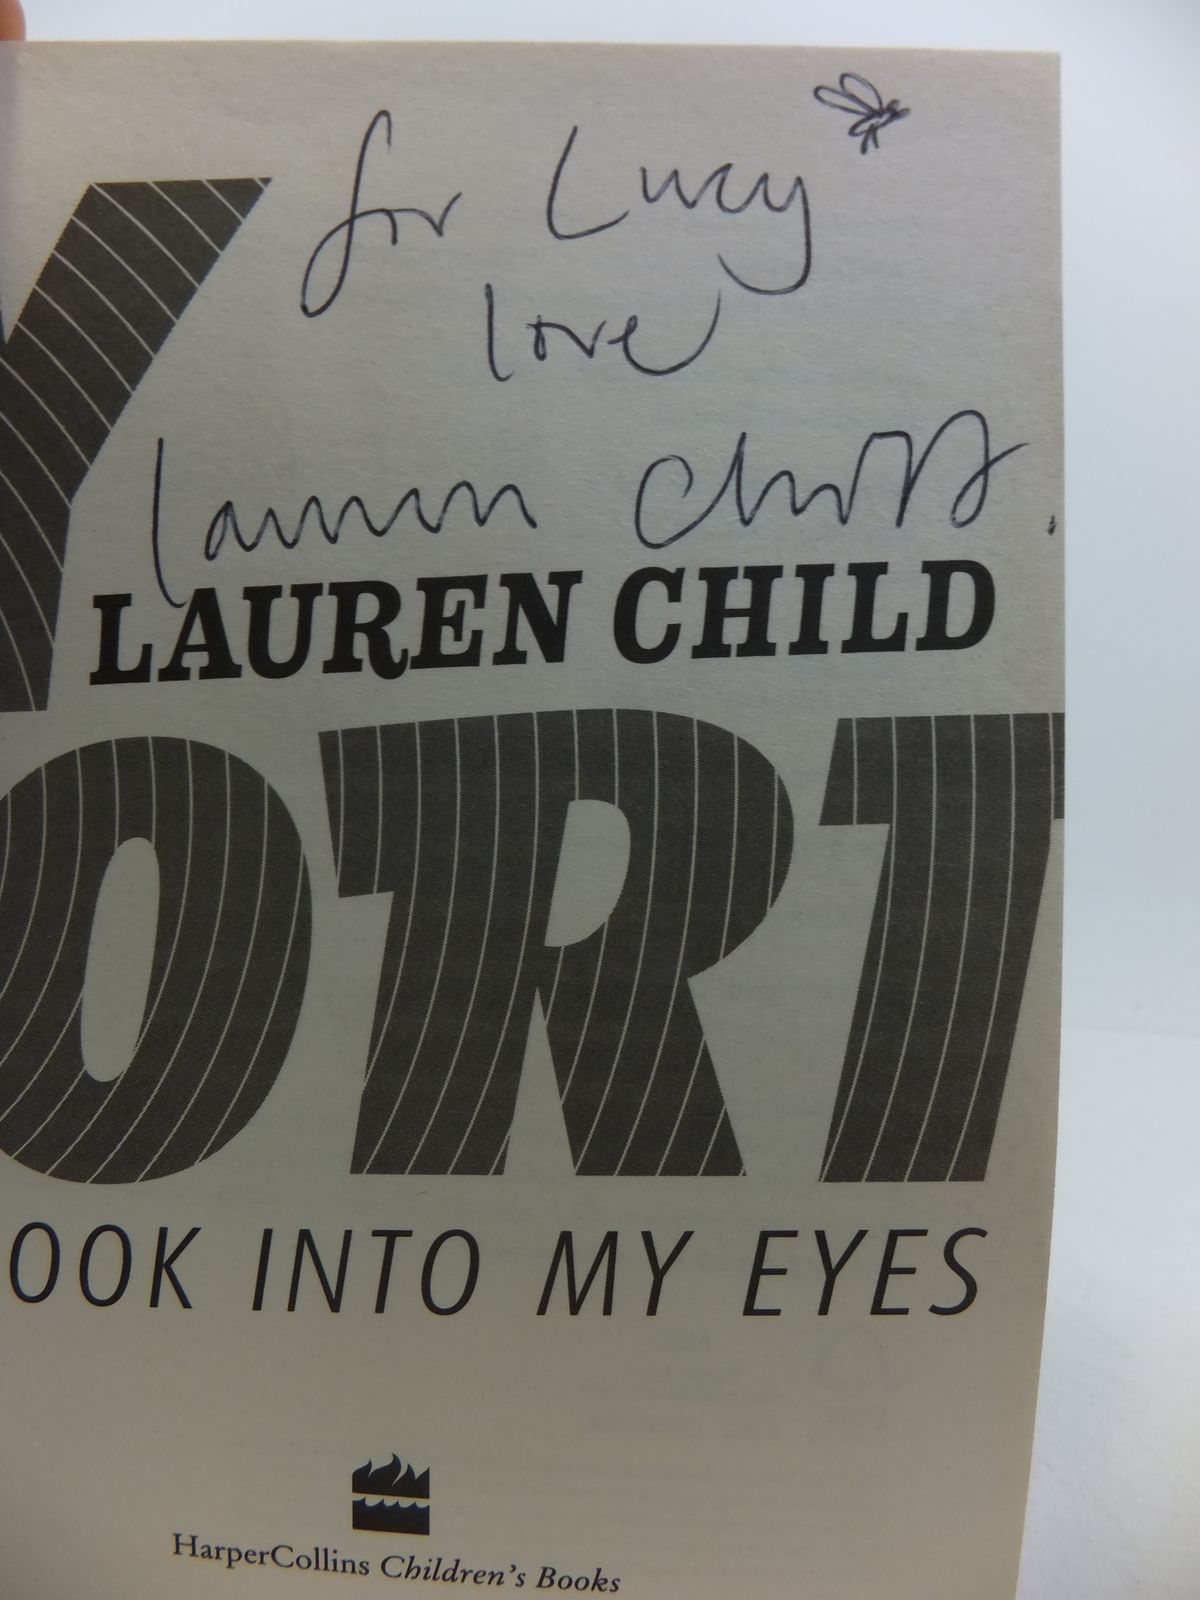 for Lucy
love
Lauren Child.
Y
LAUREN CHILD
ORT
OOK INTO MY EYES
HarperCollins Children's Books